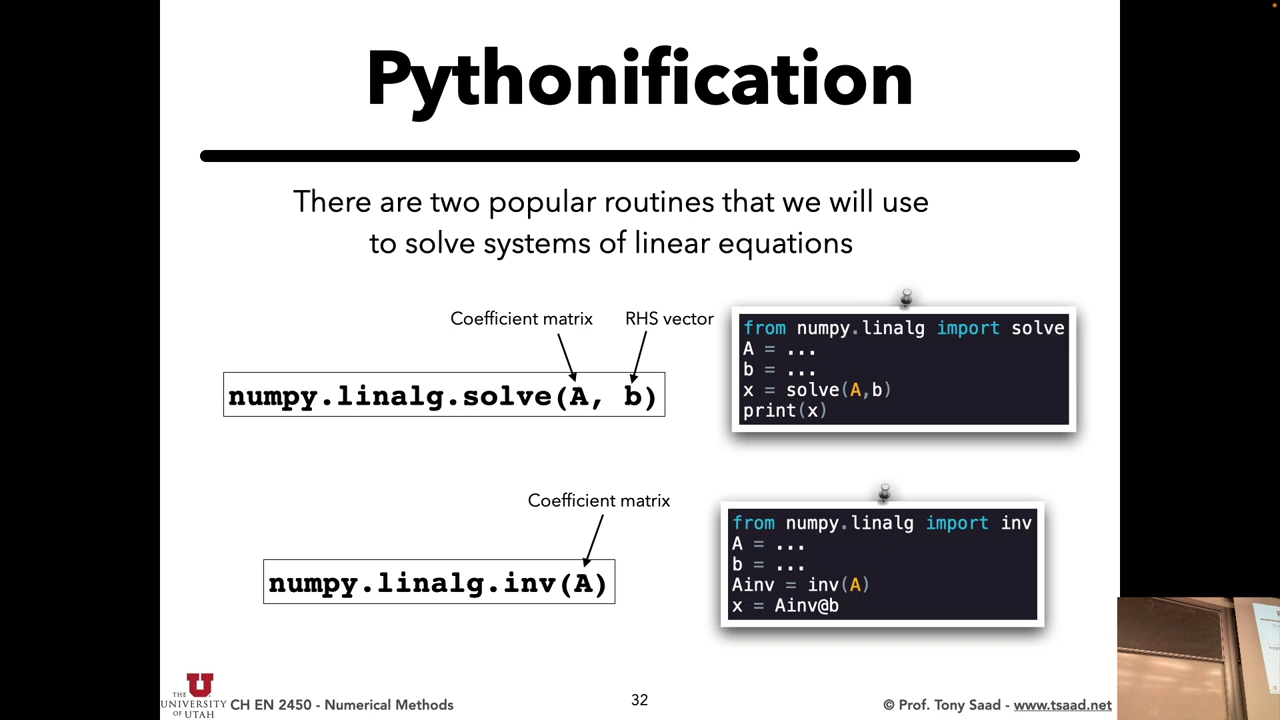 Pythonification
There are two popular routines that we will use
to solve systems of linear equations
Coefficient matrix
RHS vector
numpy.linalg.solve(A, b)
from numpy.linalg import solve
A = ...
b = ...
x = solve(A,b)
print(x)
Coefficient matrix
numpy.linalg.inv(A)
from numpy.linalg import inv
A = ...
b = ...
Ainv = inv(A)
x = Ainv@b
THE
UNIVERSITY
OF UTAH
CH EN 2450 - Numerical Methods
32
© Prof. Tony Saad - www.tsaad.net